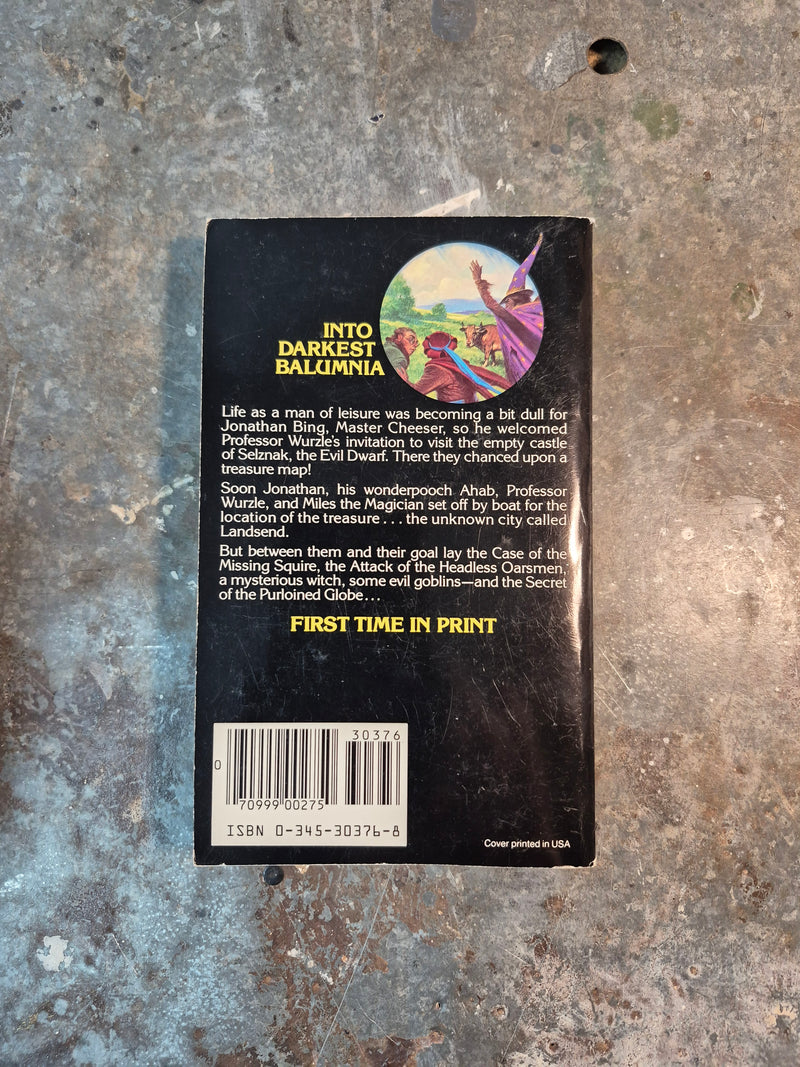 INTO
DARKEST
BALUMNIA
Life as a man of leisure was becoming a bit dull for
Jonathan Bing, Master Cheeser, so he welcomed
Professor Wurzle's invitation to visit the empty castle
of Selznak, the Evil Dwarf. There they chanced upon a
treasure map!
Soon Jonathan, his wonderpooch Ahab, Professor
Wurzle, and Miles the Magician set off by boat for the
location of the treasure . . . the unknown city called
Landsend.
But between them and their goal lay the Case of the
Missing Squire, the Attack of the Headless Oarsmen,
a mysterious witch, some evil goblins—and the Secret
of the Purloined Globe . . .
FIRST TIME IN PRINT
30376
0
70999 00275
ISBN 0-345-30376-8
Cover printed in USA